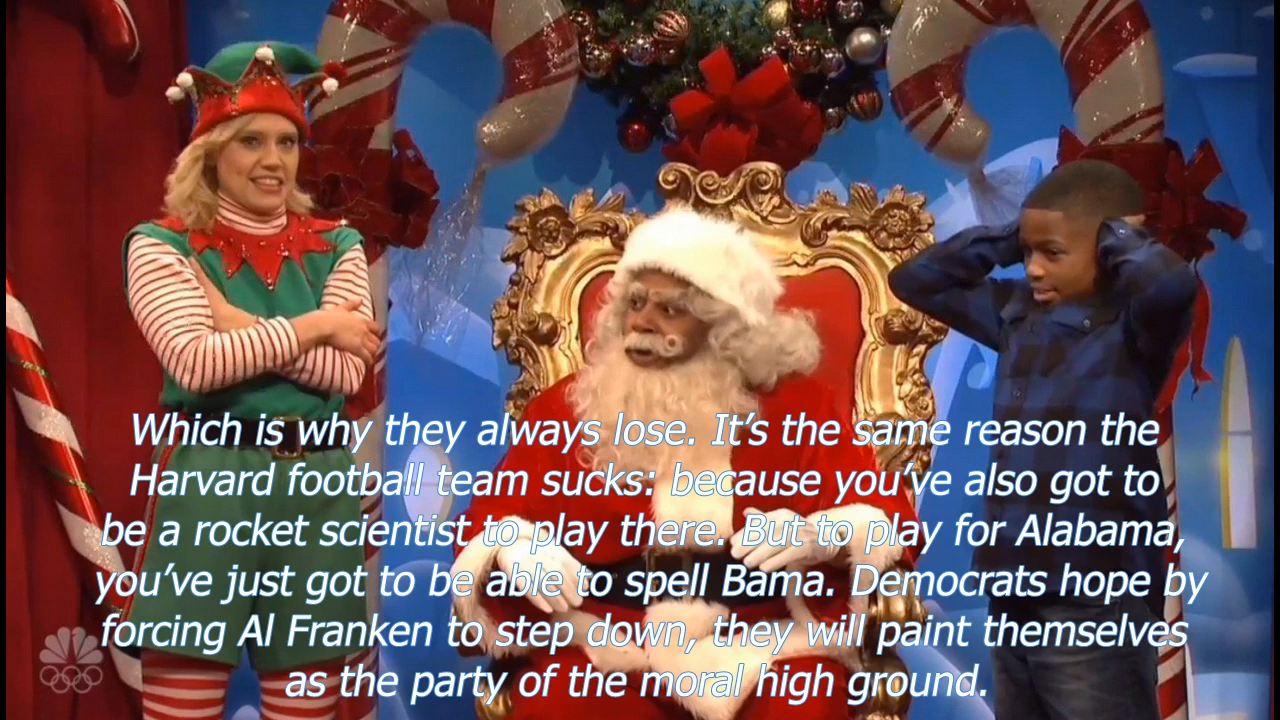 Which is why they always lose. It’s the same reason the
Harvard football team sucks: because you’ve also got to
be a rocket scientist to play there. But to play for Alabama,
you’ve just got to be able to spell Bama. Democrats hope by
forcing Al Franken to step down, they will paint themselves
as the party of the moral high ground.